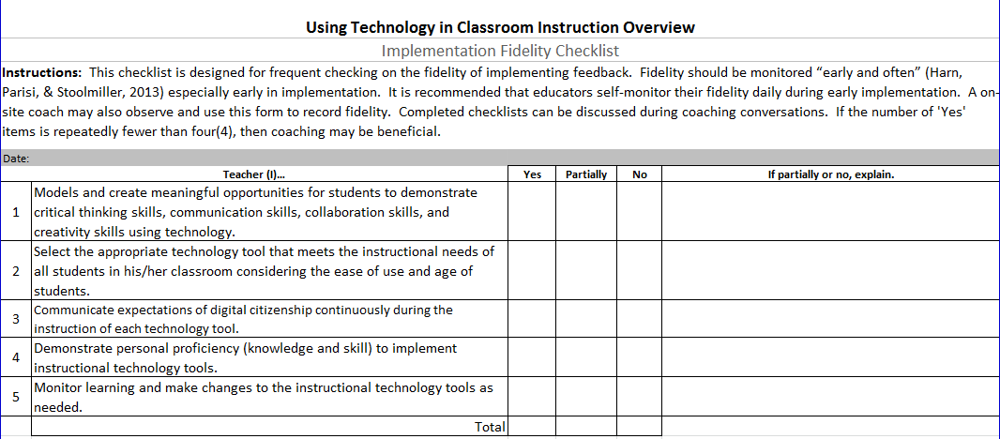 Using Technology in Classroom Instruction Overview
Implementation Fidelity Checklist
Instructions:  This checklist is designed for frequent checking on the fidelity of implementing feedback.  Fidelity should be monitored “early and often” (Harn,
Parisi, & Stoolmiller, 2013) especially early in implementation.  It is recommended that educators self-monitor their fidelity daily during early implementation.  A on-
site coach may also observe and use this form to record fidelity.  Completed checklists can be discussed during coaching conversations.  If the number of 'Yes'
items is repeatedly fewer than four(4), then coaching may be beneficial.
Date:
Teacher (I)... Yes Partially No If partially or no, explain.
Models and create meaningful opportunities for students to demonstrate
1 critical thinking skills, communication skills, collaboration skills, and
creativity skills using technology.
Select the appropriate technology tool that meets the instructional needs of
2 all students in his/her classroom considering the ease of use and age of
students.
3 Communicate expectations of digital citizenship continuously during the
instruction of each technology tool.
4 Demonstrate personal proficiency (knowledge and skill) to implement
instructional technology tools.
5 Monitor learning and make changes to the instructional technology tools as
needed.
Total